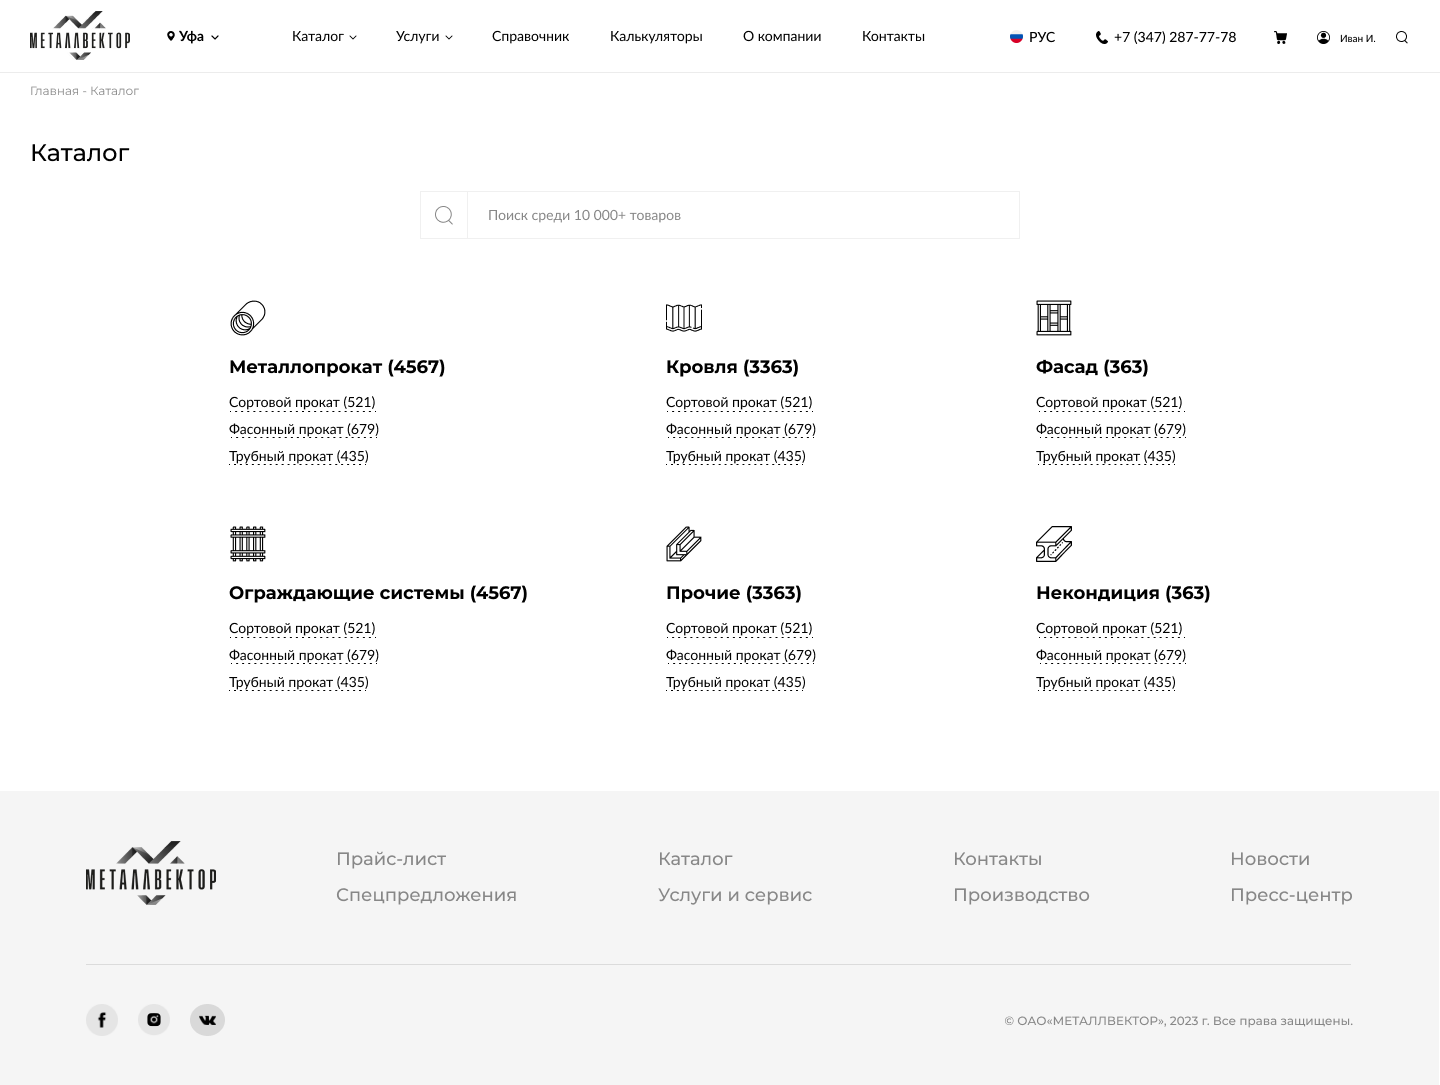 МЕТАЛЛВЕКТОР
Уфа
Каталог
Услуги
Справочник
Калькуляторы
О компании
Контакты
РУС
+7 (347) 287-77-78
Иван И.
Главная - Каталог
Каталог
Поиск среди 10 000+ товаров
Металлопрокат (4567)
Сортовой прокат (521)
Фасонный прокат (679)
Трубный прокат (435)
Кровля (3363)
Сортовой прокат (521)
Фасонный прокат (679)
Трубный прокат (435)
Фасад (363)
Сортовой прокат (521)
Фасонный прокат (679)
Трубный прокат (435)
Ограждающие системы (4567)
Сортовой прокат (521)
Фасонный прокат (679)
Трубный прокат (435)
Прочие (3363)
Сортовой прокат (521)
Фасонный прокат (679)
Трубный прокат (435)
Некондиция (363)
Сортовой прокат (521)
Фасонный прокат (679)
Трубный прокат (435)
МЕТАЛЛВЕКТОР
Прайс-лист
Спецпредложения
Каталог
Услуги и сервис
Контакты
Производство
Новости
Пресс-центр
© ОАО«МЕТАЛЛВЕКТОР», 2023 г. Все права защищены.